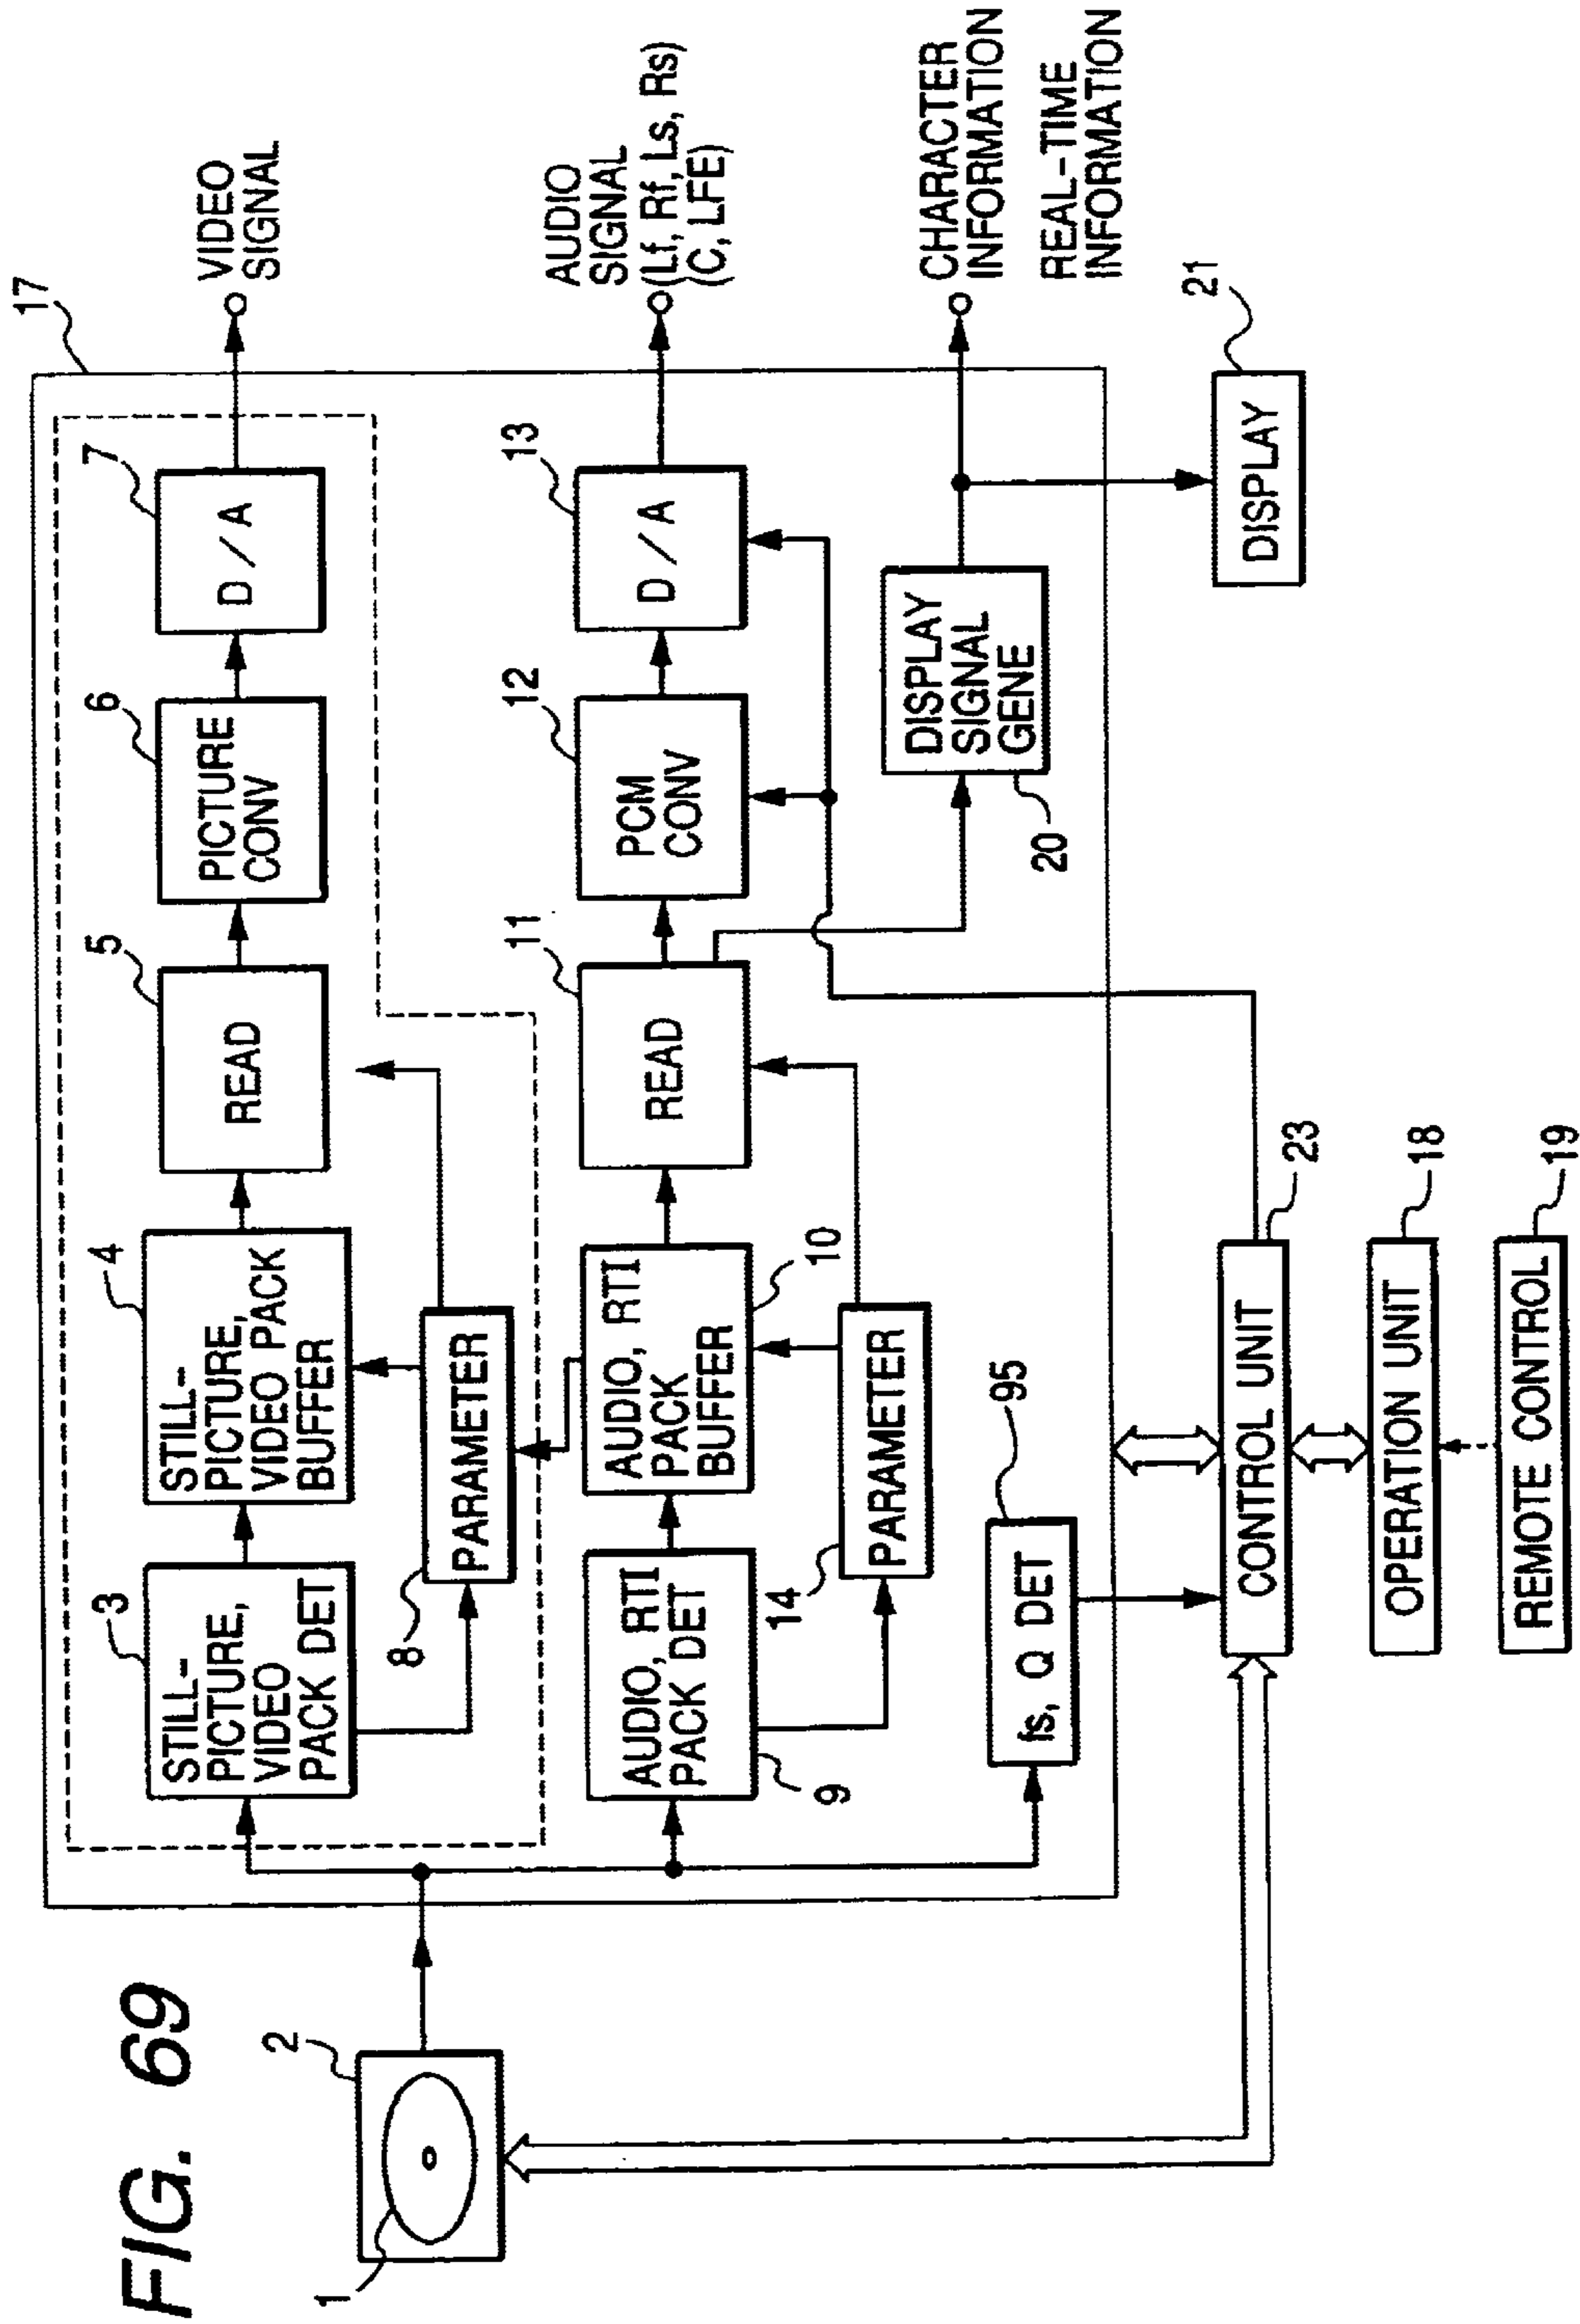 FIG. 69
17
VIDEO
SIGNAL
3
STILL-
PICTURE,
VIDEO
PACK DET
4
STILL-
PICTURE,
VIDEO PACK
BUFFER
5
READ
6
PICTURE
CONV
7
D/A
8
PARAMETER
2
1
9
AUDIO, RTI
PACK DET
AUDIO, RTI
PACK
BUFFER
10
11
READ
12
PCM
CONV
13
D/A
AUDIO
SIGNAL
(Lf, Rf, Ls, Rs)
(C, LFE)
14
PARAMETER
DISPLAY
SIGNAL
GENE
20
CHARACTER
INFORMATION
REAL-TIME
INFORMATION
fs, Q DET
95
DISPLAY
21
CONTROL UNIT
23
OPERATION UNIT
18
REMOTE CONTROL
19